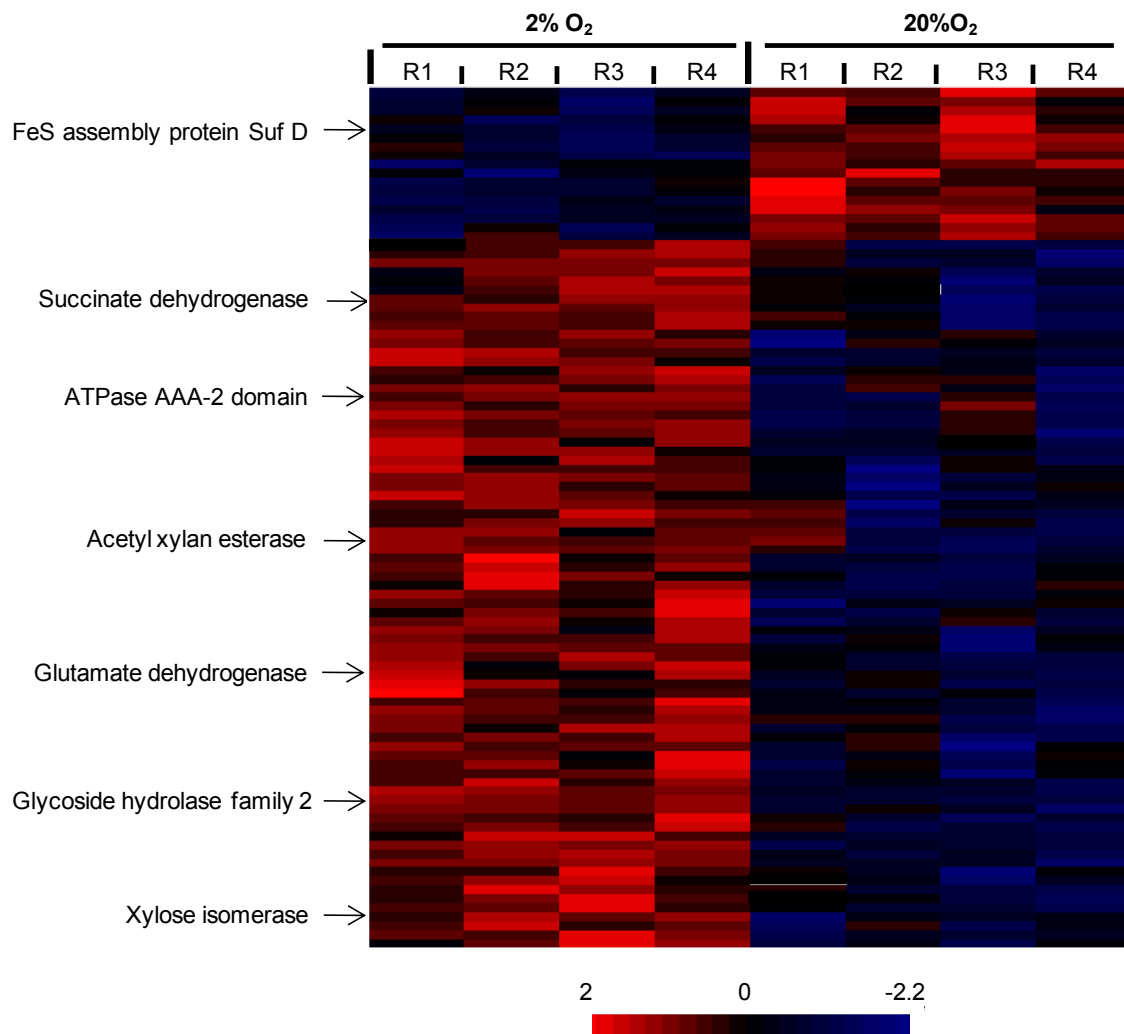 2% O₂ 20%O₂
R1 R2 R3 R4 R1 R2 R3 R4
FeS assembly protein Suf D
Succinate dehydrogenase
ATPase AAA-2 domain
Acetyl xylan esterase
Glutamate dehydrogenase
Glycoside hydrolase family 2
Xylose isomerase
2 0 -2.2